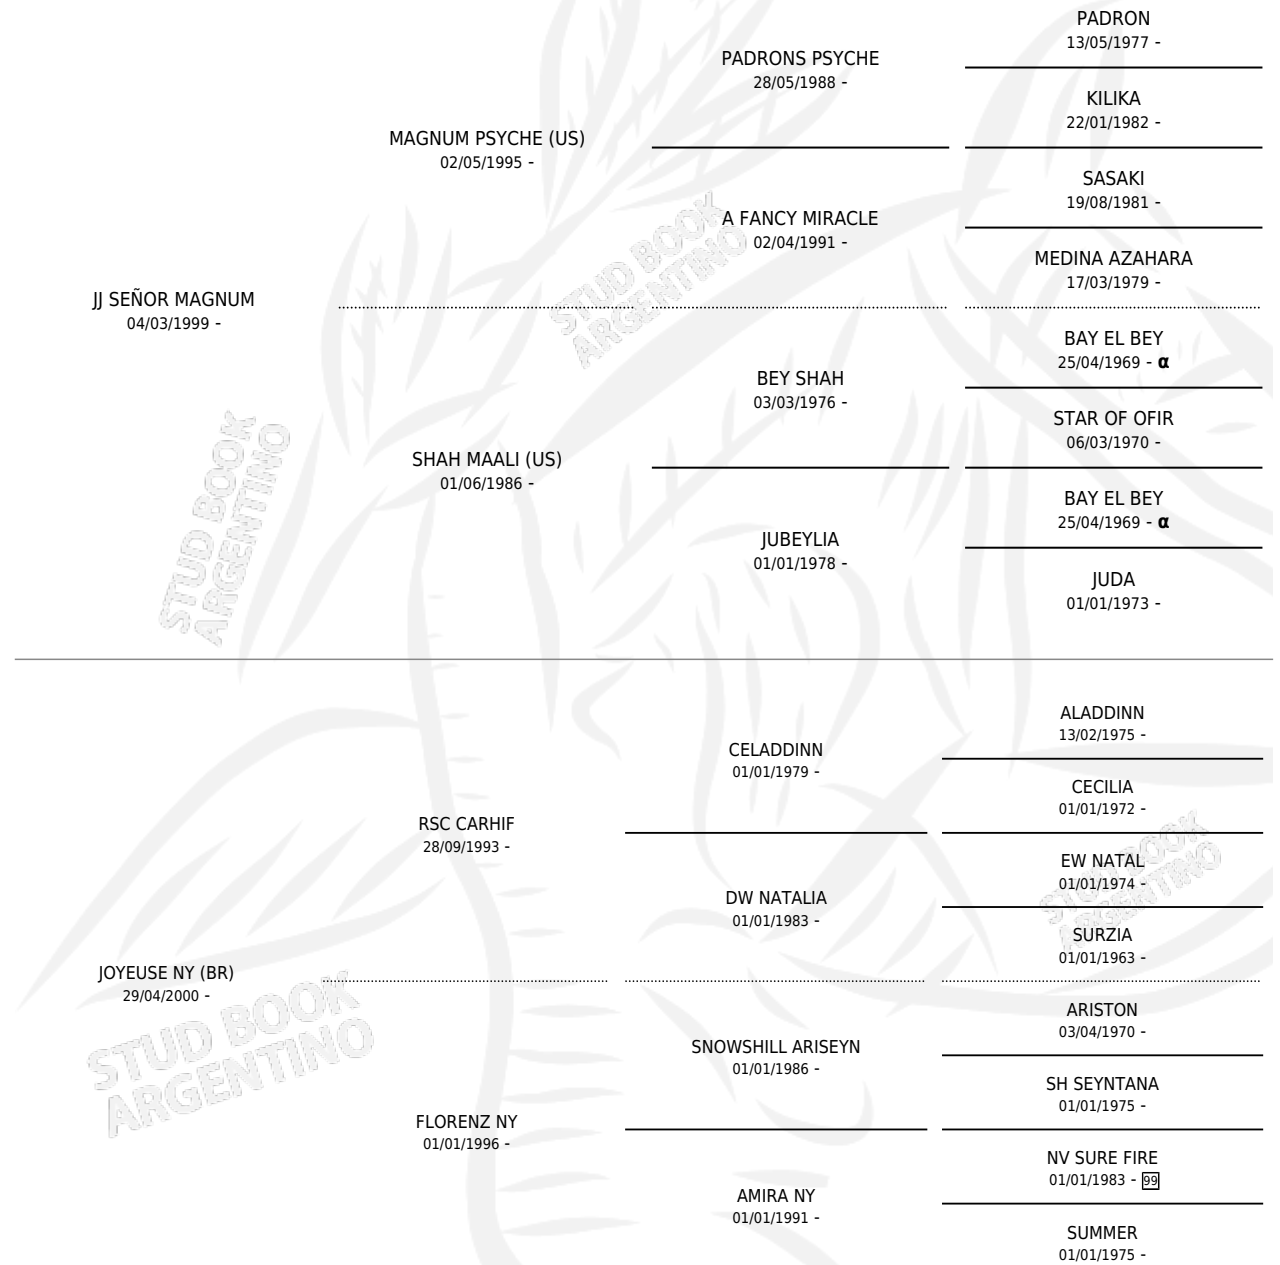 PADRON
13/05/1977 -
PADRONS PSYCHE
28/05/1988 -
KILIKA
22/01/1982 -
MAGNUM PSYCHE (US)
02/05/1995 -
SASAKI
19/08/1981 -
A FANCY MIRACLE
02/04/1991 -
MEDINA AZAHARA
17/03/1979 -
STUD BOOK
ARGENTINO
JJ SEÑOR MAGNUM
04/03/1999 -
BAY EL BEY
25/04/1969 - α
BEY SHAH
03/03/1976 -
STAR OF OFIR
06/03/1970 -
SHAH MAALI (US)
01/06/1986 -
BAY EL BEY
25/04/1969 - α
JUBEYLIA
01/01/1978 -
JUDA
01/01/1973 -
STUD BOOK
ARGENTINO
ALADDINN
13/02/1975 -
CELADDINN
01/01/1979 -
CECILIA
01/01/1972 -
RSC CARHIF
28/09/1993 -
EW NATAL
01/01/1974 -
DW NATALIA
01/01/1983 -
SURZIA
01/01/1963 -
STUD BOOK
ARGENTINO
JOYEUSE NY (BR)
29/04/2000 -
ARISTON
03/04/1970 -
SNOWSHILL ARISEYN
01/01/1986 -
SH SEYNTANA
01/01/1975 -
STUD BOOK
ARGENTINO
FLORENZ NY
01/01/1996 -
NV SURE FIRE
01/01/1983 - 99
AMIRA NY
01/01/1991 -
SUMMER
01/01/1975 -